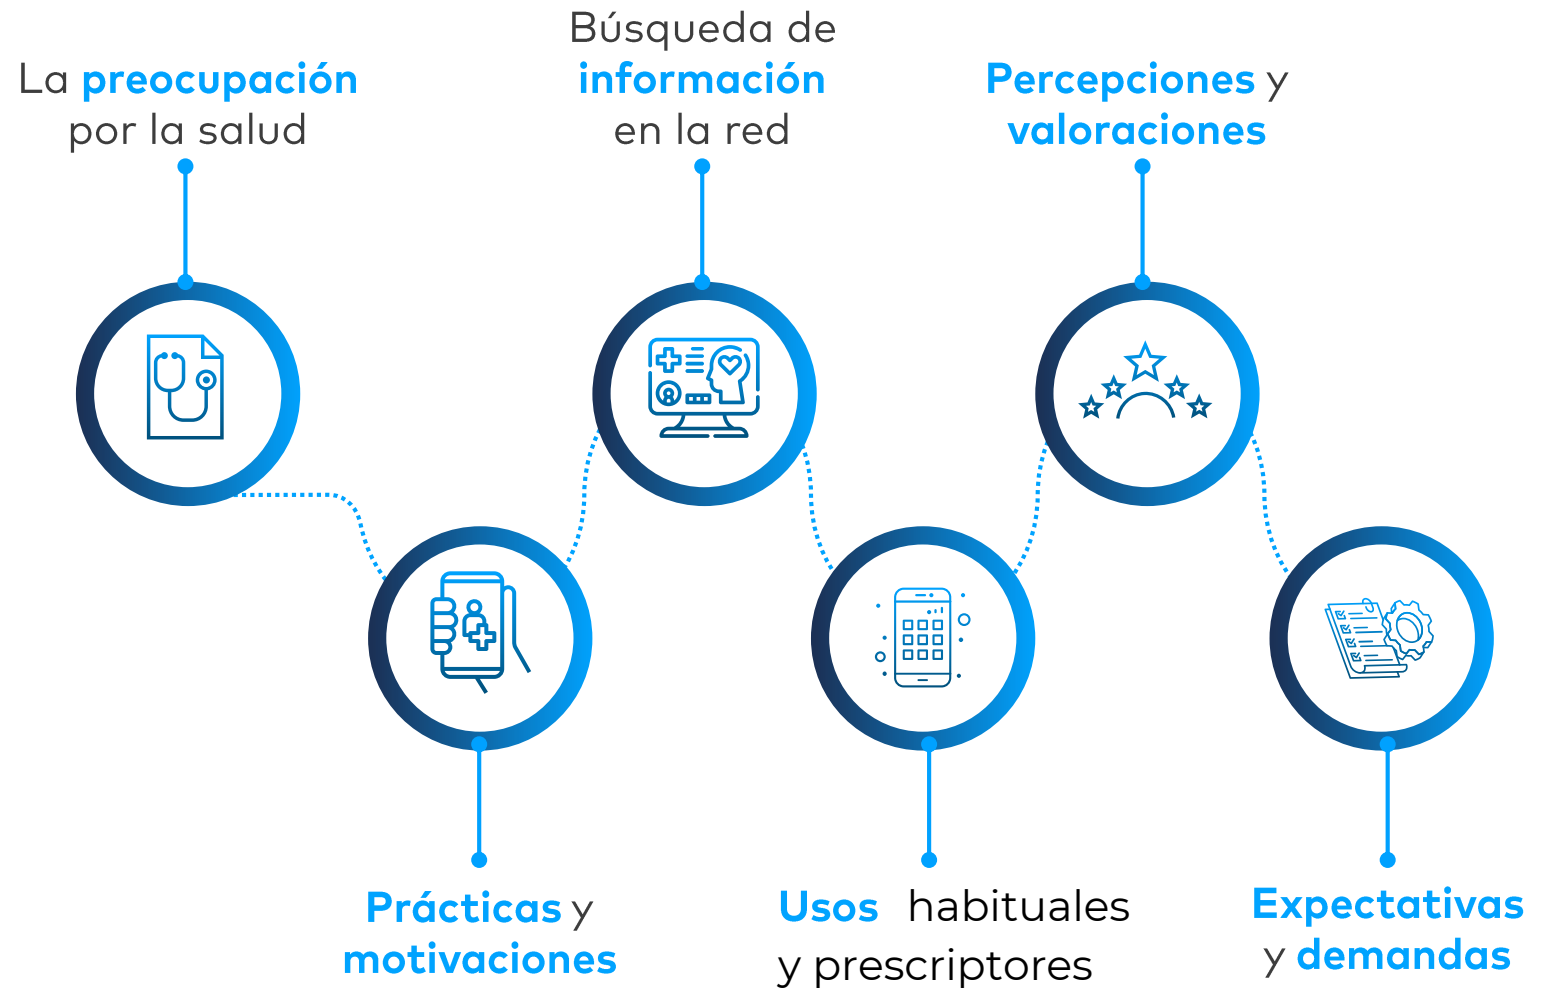 La preocupación
por la salud
Búsqueda de
información
en la red
Percepciones y
valoraciones
Prácticas y
motivaciones
Usos habituales
y prescriptores
Expectativas
y demandas